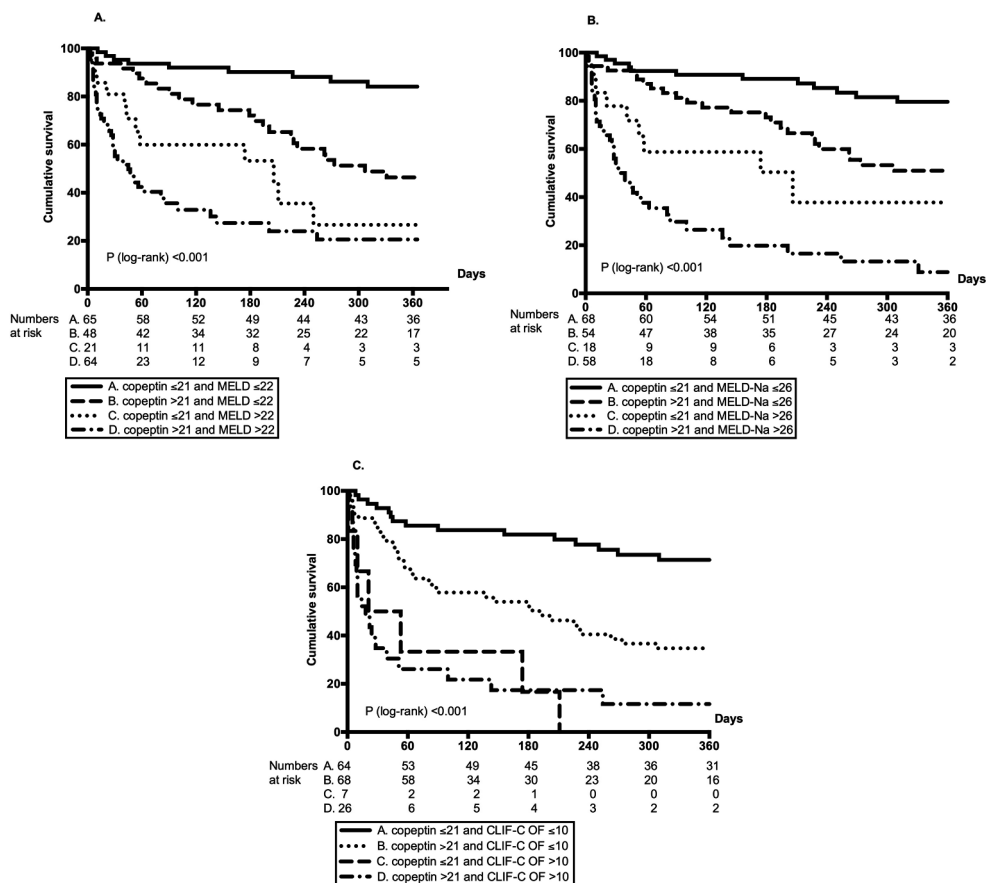 A.
100
80
60
40
20
0
Cumulative survival
P (log-rank) <0.001
Days
0 60 120 180 240 300 360
Numbers at risk
A. 65 58 52 49 44 43 36
B. 48 42 34 32 25 22 17
C. 21 11 11 8 4 3 3
D. 64 23 12 9 7 5 5
A. copeptin ≤21 and MELD ≤22
B. copeptin >21 and MELD ≤22
C. copeptin ≤21 and MELD >22
D. copeptin >21 and MELD >22
B.
100
80
60
40
20
0
Cumulative survival
P (log-rank) <0.001
Days
0 60 120 180 240 300 360
Numbers at risk
A. 68 60 54 51 45 43 36
B. 54 47 38 35 27 24 20
C. 18 9 9 6 3 3 3
D. 58 18 8 6 5 3 2
A. copeptin ≤21 and MELD-Na ≤26
B. copeptin >21 and MELD-Na ≤26
C. copeptin ≤21 and MELD-Na >26
D. copeptin >21 and MELD-Na >26
C.
100
80
60
40
20
0
Cumulative survival
P (log-rank) <0.001
Days
0 60 120 180 240 300 360
Numbers at risk
A. 64 53 49 45 38 36 31
B. 68 58 34 30 23 20 16
C. 7 2 2 1 0 0 0
D. 26 6 5 4 3 2 2
A. copeptin ≤21 and CLIF-C OF ≤10
B. copeptin >21 and CLIF-C OF ≤10
C. copeptin ≤21 and CLIF-C OF >10
D. copeptin >21 and CLIF-C OF >10